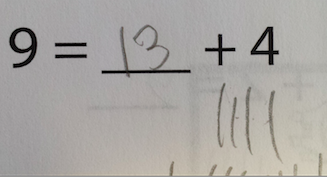 9 = 13 + 4